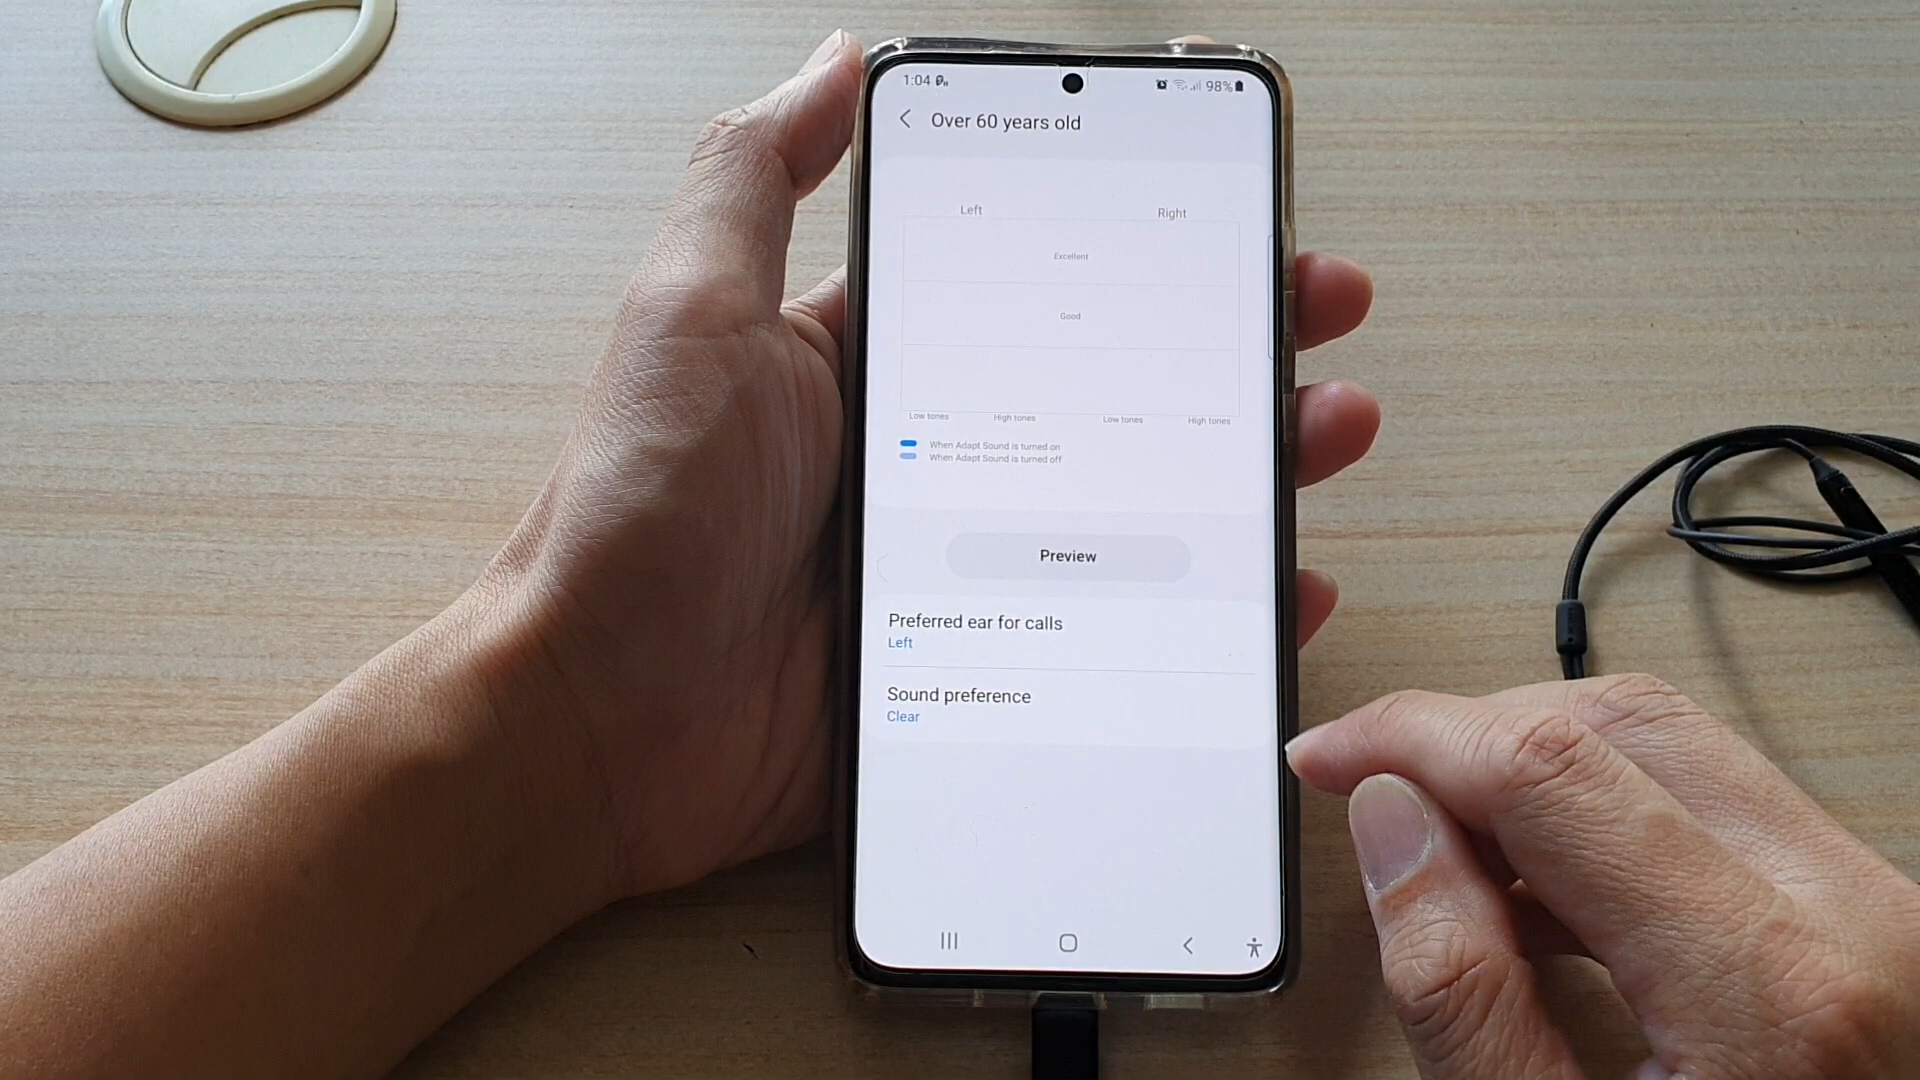 1:04
98%
Over 60 years old
Left
Right
Excellent
Good
Low tones
High tones
Low tones
High tones
When Adapt Sound is turned on
When Adapt Sound is turned off
Preview
Preferred ear for calls
Left
Sound preference
Clear